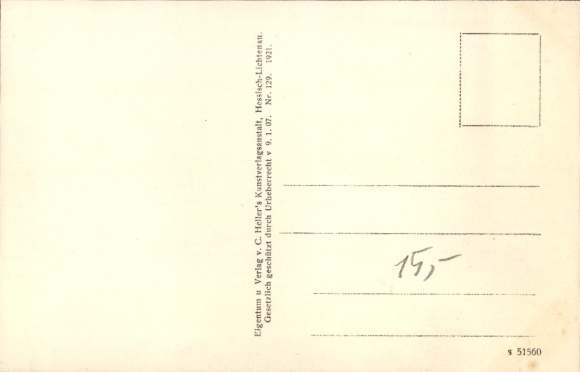 Eigentum u Verlag v. C. Heller's Kunstverlagsanstalt, Hessisch-Lichtenau.
Gesetzlich geschützt durch Urheberrecht v 9. 1. 07. Nr. 129. 1921.
15,-
s 51560